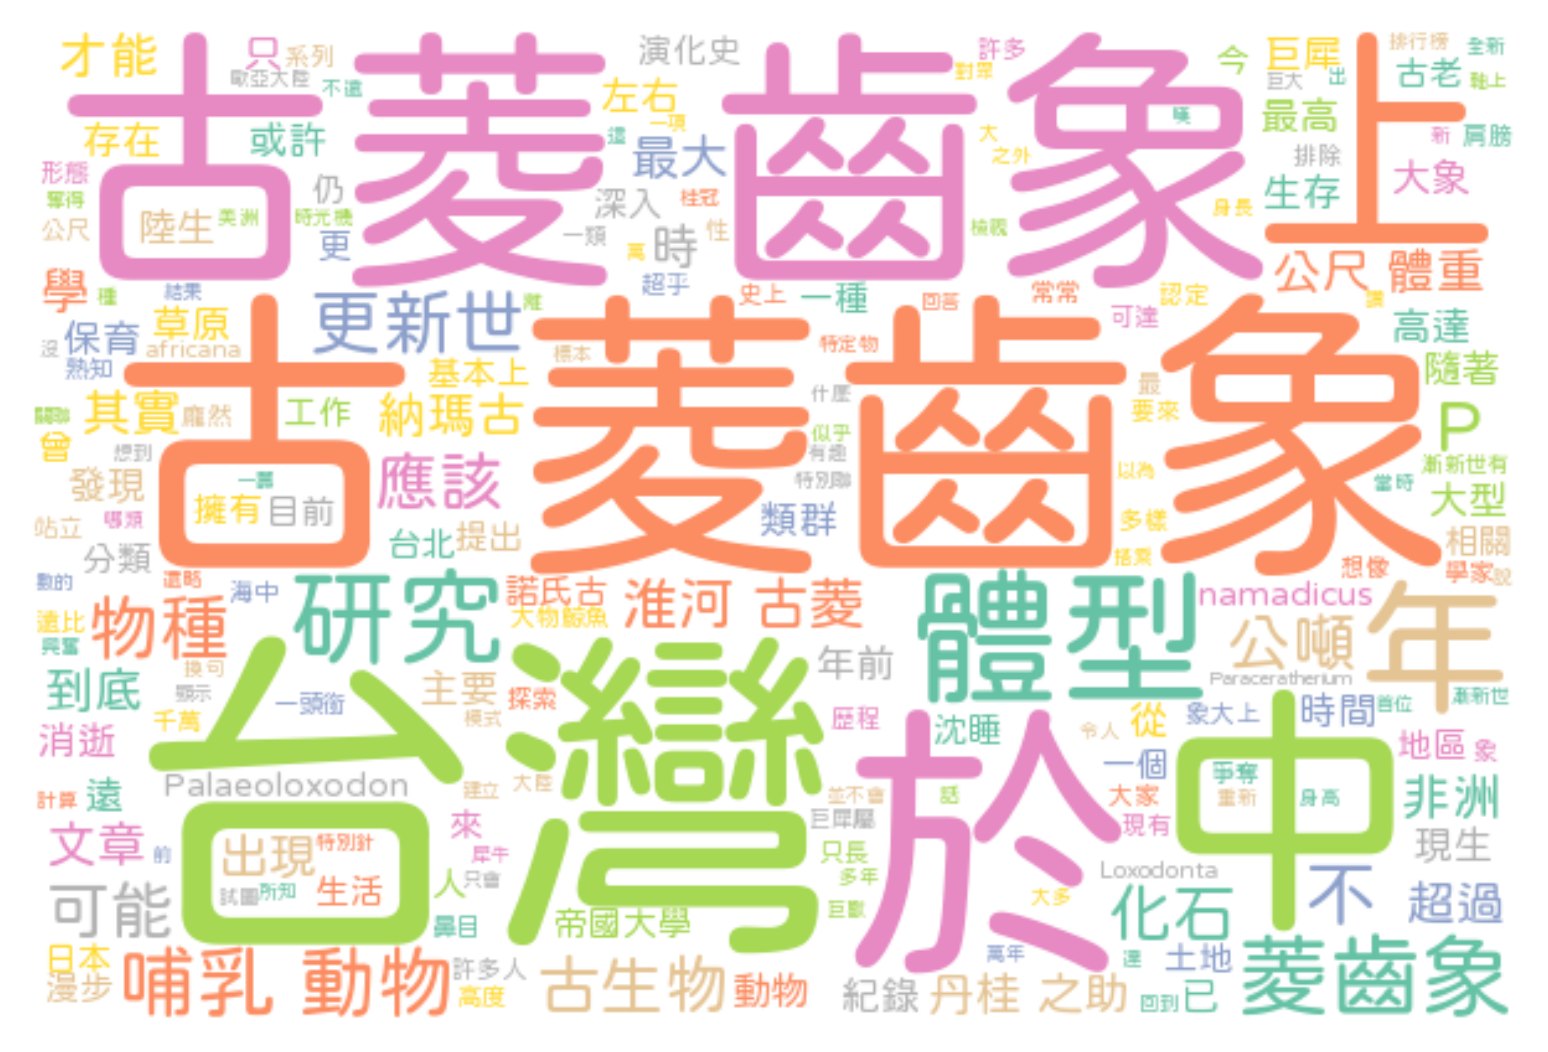 才能
只
系列
歐亞大陸
不遠
演化史
許多
對眾
今
巨犀
排行榜
全新
古老
軸上
巨大
出
古菱齒象
上
存在
或許
左右
一項
這
最大
大
之外
最高
新
肩膀
排除
大象
形態
奪得
公尺
陸生
美洲
時光機
仍
更
深入
桂冠
一類
萬
時
性
檢視
身長
生存
超乎
公尺
體重
學
種
結果
更新世
離
史上
一種
回答
常常
可達
認定
讓
高達
沒
保育
熟知
草原
africana
標本
特定物
基本上
什麼
最
要來
隨著
古菱齒象
其實
龐然
工作
納瑪古
似乎
有趣
特別聯
以為
P
曾
想到
發現
一篇
擁有
目前
應該
漸新世有
當時
大型
站立
哪類
分類
台北
提出
類群
多樣
搭乘
相關
想像
學家
說
數的
遺略
海中
研究
諾氏古
大物鯨魚
淮河
古菱
體型
namadicus
年
遠比
興奮
物種
公噸
Paraceratherium
到底
換句
顯示
千萬
一頭銜
主要
模式
探索
年前
歷程
沈睡
令人
從
象大上
時間
首位
漸新世
消逝
台灣
於
中
地區
象
Palaeoloxodon
建立
大陸
並不會
巨犀屬
話
一個
大家
現有
爭奪
重新
身高
非洲
計算
遠
文章
前
出現
特別針
來
犀牛
只長
多年
現生
可能
試圖
所知
生活
人
只會
鼻目
帝國大學
巨獸
Loxodonta
大多
化石
不
超過
日本
漫步
哺乳
動物
許多人
高度
古生物
動物
紀錄
丹桂
之助
萬年
達
土地
回到
已
菱齒象